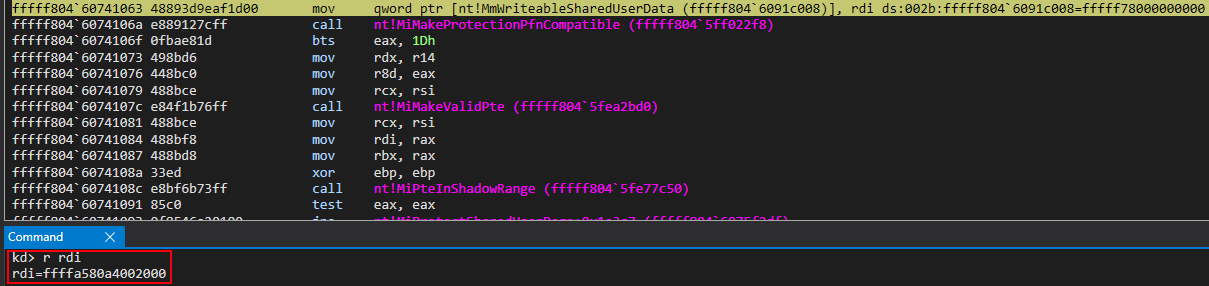 fffff804`60741063 48893d9eaf1d00 mov qword ptr [nt!MmWriteableSharedUserData (fffff804`6091c008)], rdi ds:002b:fffff804`6091c008=fffff78000000000
fffff804`6074106a e889127cff call nt!MiMakeProtectionPfnCompatible (fffff804`5ff022f8)
fffff804`6074106f 0fbae81d bts eax, 1Dh
fffff804`60741073 498bd6 mov rdx, r14
fffff804`60741076 448bc0 mov r8d, eax
fffff804`60741079 488bce mov rcx, rsi
fffff804`6074107c e84f1b76ff call nt!MiMakeValidPte (fffff804`5fea2bd0)
fffff804`60741081 488bce mov rcx, rsi
fffff804`60741084 488bf8 mov rdi, rax
fffff804`60741087 488bd8 mov rbx, rax
fffff804`6074108a 33ed xor ebp, ebp
fffff804`6074108c e8bf6b73ff call nt!MiPteInShadowRange (fffff804`5fe77c50)
fffff804`60741091 85c0 test eax, eax
Command X
kd> r rdi
rdi=ffffa580a4002000